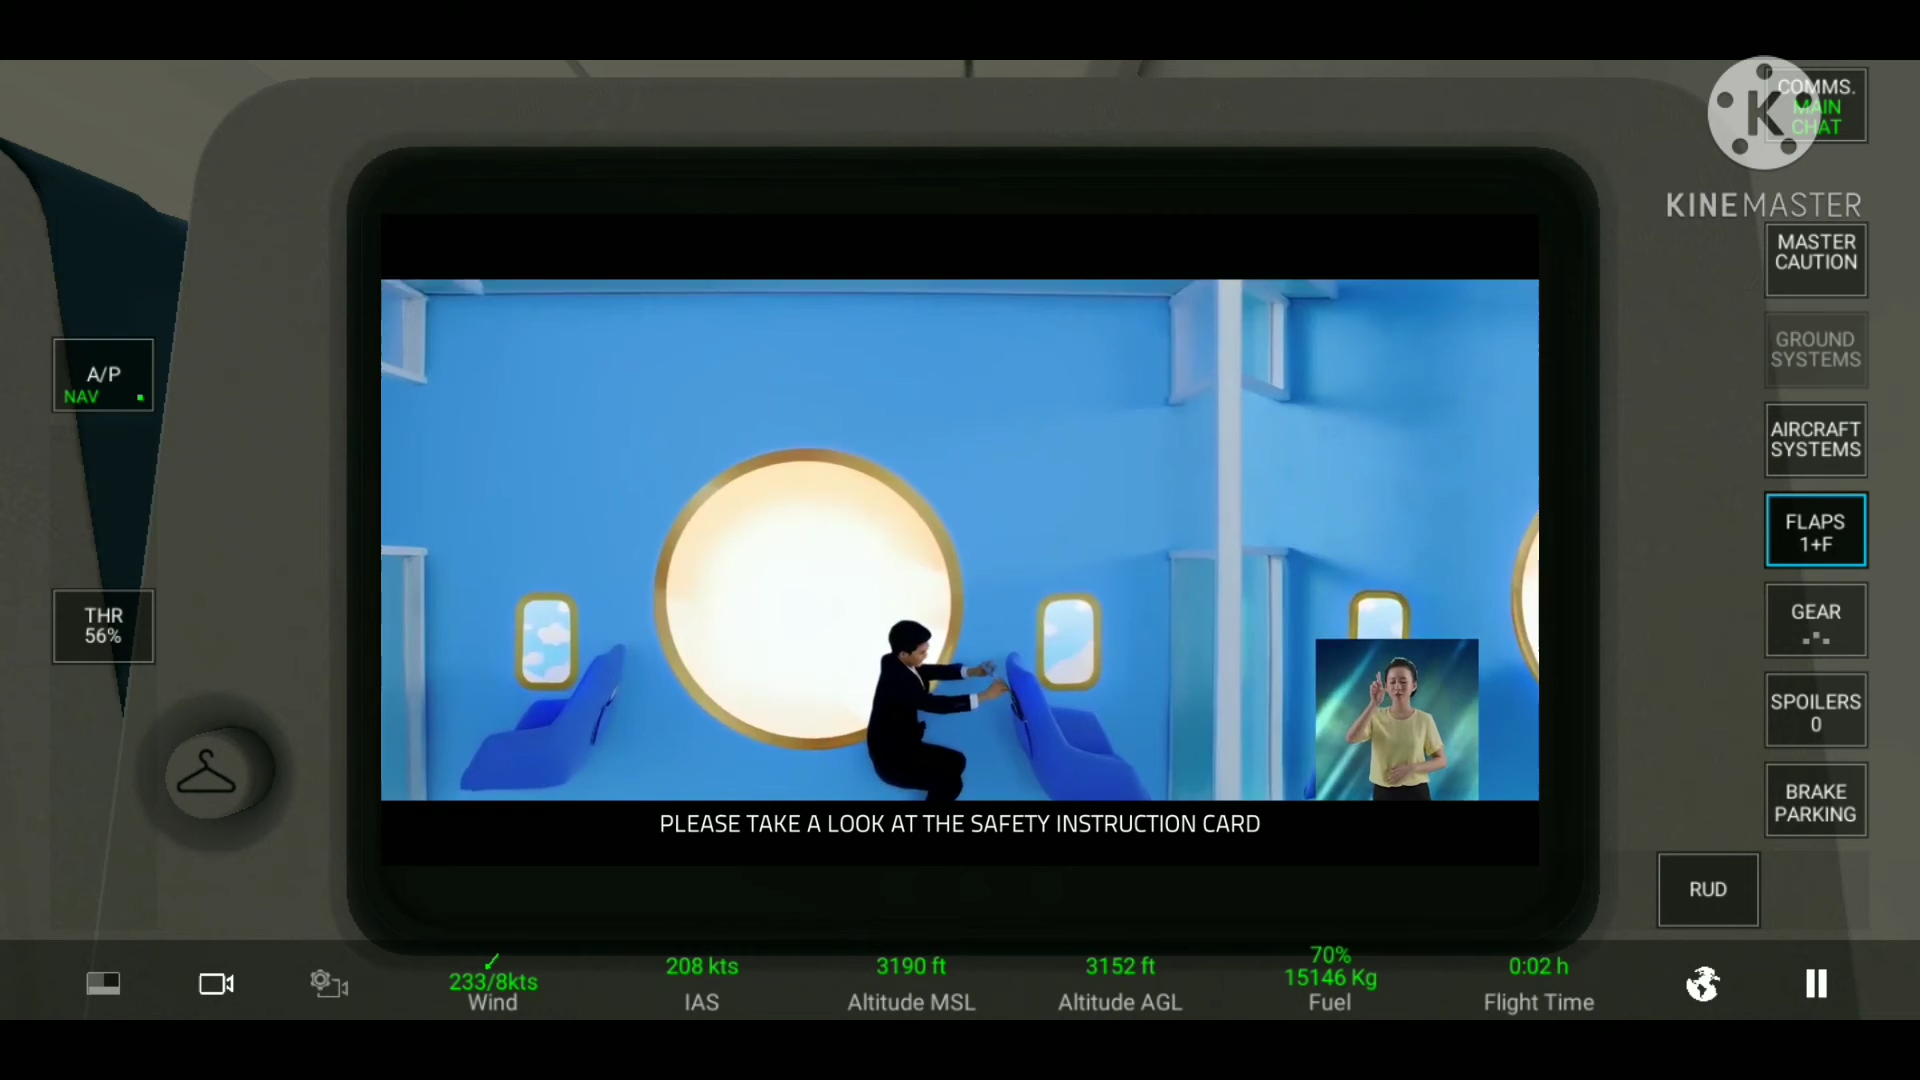 COMMS.
MAIN
CHAT
K
KINEMASTER
MASTER
CAUTION
GROUND
SYSTEMS
A/P
NAV
AIRCRAFT
SYSTEMS
FLAPS
1+F
THR
56%
GEAR
SPOILERS
0
BRAKE
PARKING
PLEASE TAKE A LOOK AT THE SAFETY INSTRUCTION CARD
RUD
233/8kts
Wind
208 kts
IAS
3190 ft
Altitude MSL
3152 ft
Altitude AGL
70%
15146 Kg
Fuel
0:02 h
Flight Time